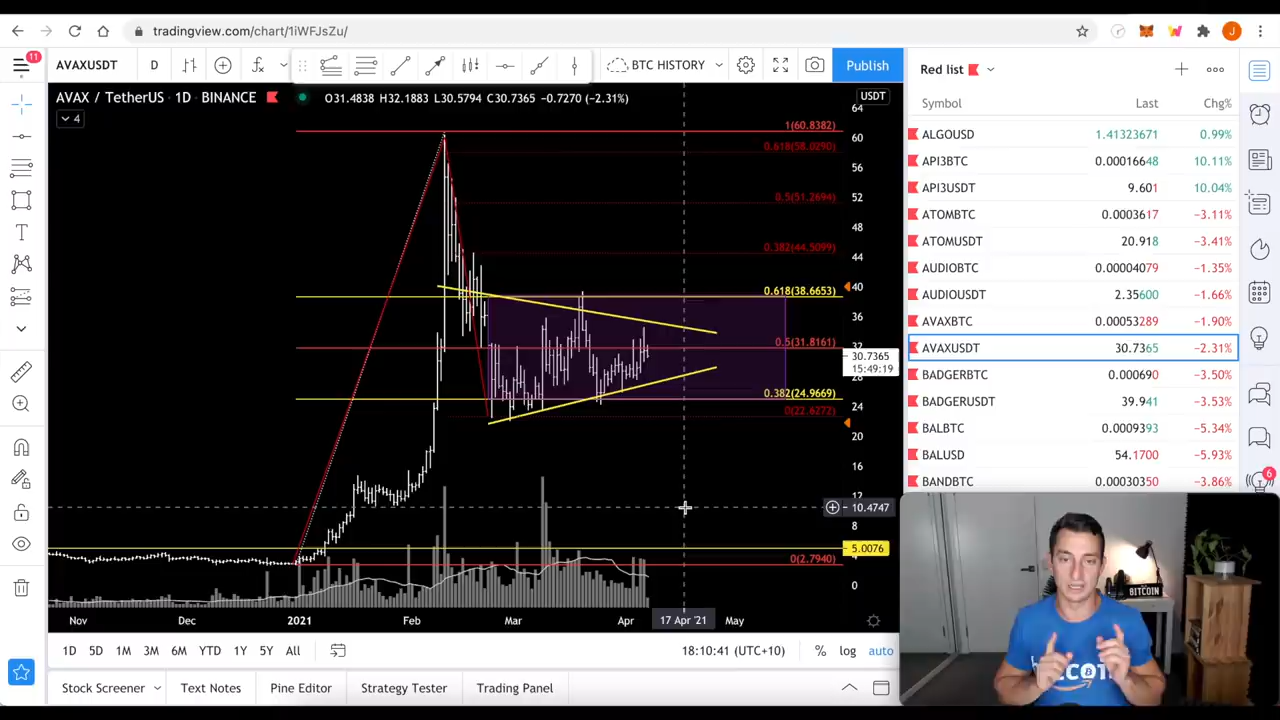 tradingview.com/chart/1iWFJsZu/
J
11
AVAXUSDT D BTC HISTORY Publish
AVAX / TetherUS · 1D · BINANCE O31.4838 H32.1883 L30.5794 C30.7365 −0.7270 (−2.31%)
4
USDT
64
60
56
52
48
44
40
36
32
28
24
20
16
12
8
4
0
1(60.8382)
0.618(58.0290)
0.5(51.2694)
0.382(44.5099)
0.618(38.6653)
0.5(31.8161)
0.382(24.9669)
0(22.6272)
0(2.7940)
30.7365
15:49:19
10.4747
5.0076
Nov Dec 2021 Feb Mar Apr 17 Apr '21 May
1D 5D 1M 3M 6M YTD 1Y 5Y All 18:10:41 (UTC+10) % log auto
Stock Screener Text Notes Pine Editor Strategy Tester Trading Panel
Red list
Symbol Last Chg%
ALGOUSD 1.41323671 0.99%
API3BTC 0.00016648 10.11%
API3USDT 9.601 10.04%
ATOMBTC 0.0003617 −3.11%
ATOMUSDT 20.918 −3.41%
AUDIOBTC 0.00004079 −1.35%
AUDIOUSDT 2.35600 −1.66%
AVAXBTC 0.00053289 −1.90%
AVAXUSDT 30.7365 −2.31%
BADGERBTC 0.000690 −3.50%
BADGERUSD 39.941 −3.53%
BALBTC 0.0009393 −5.34%
BALUSD 54.1700 −5.93%
BANDBTC 0.00030350 −3.86%
6
BITCOIN